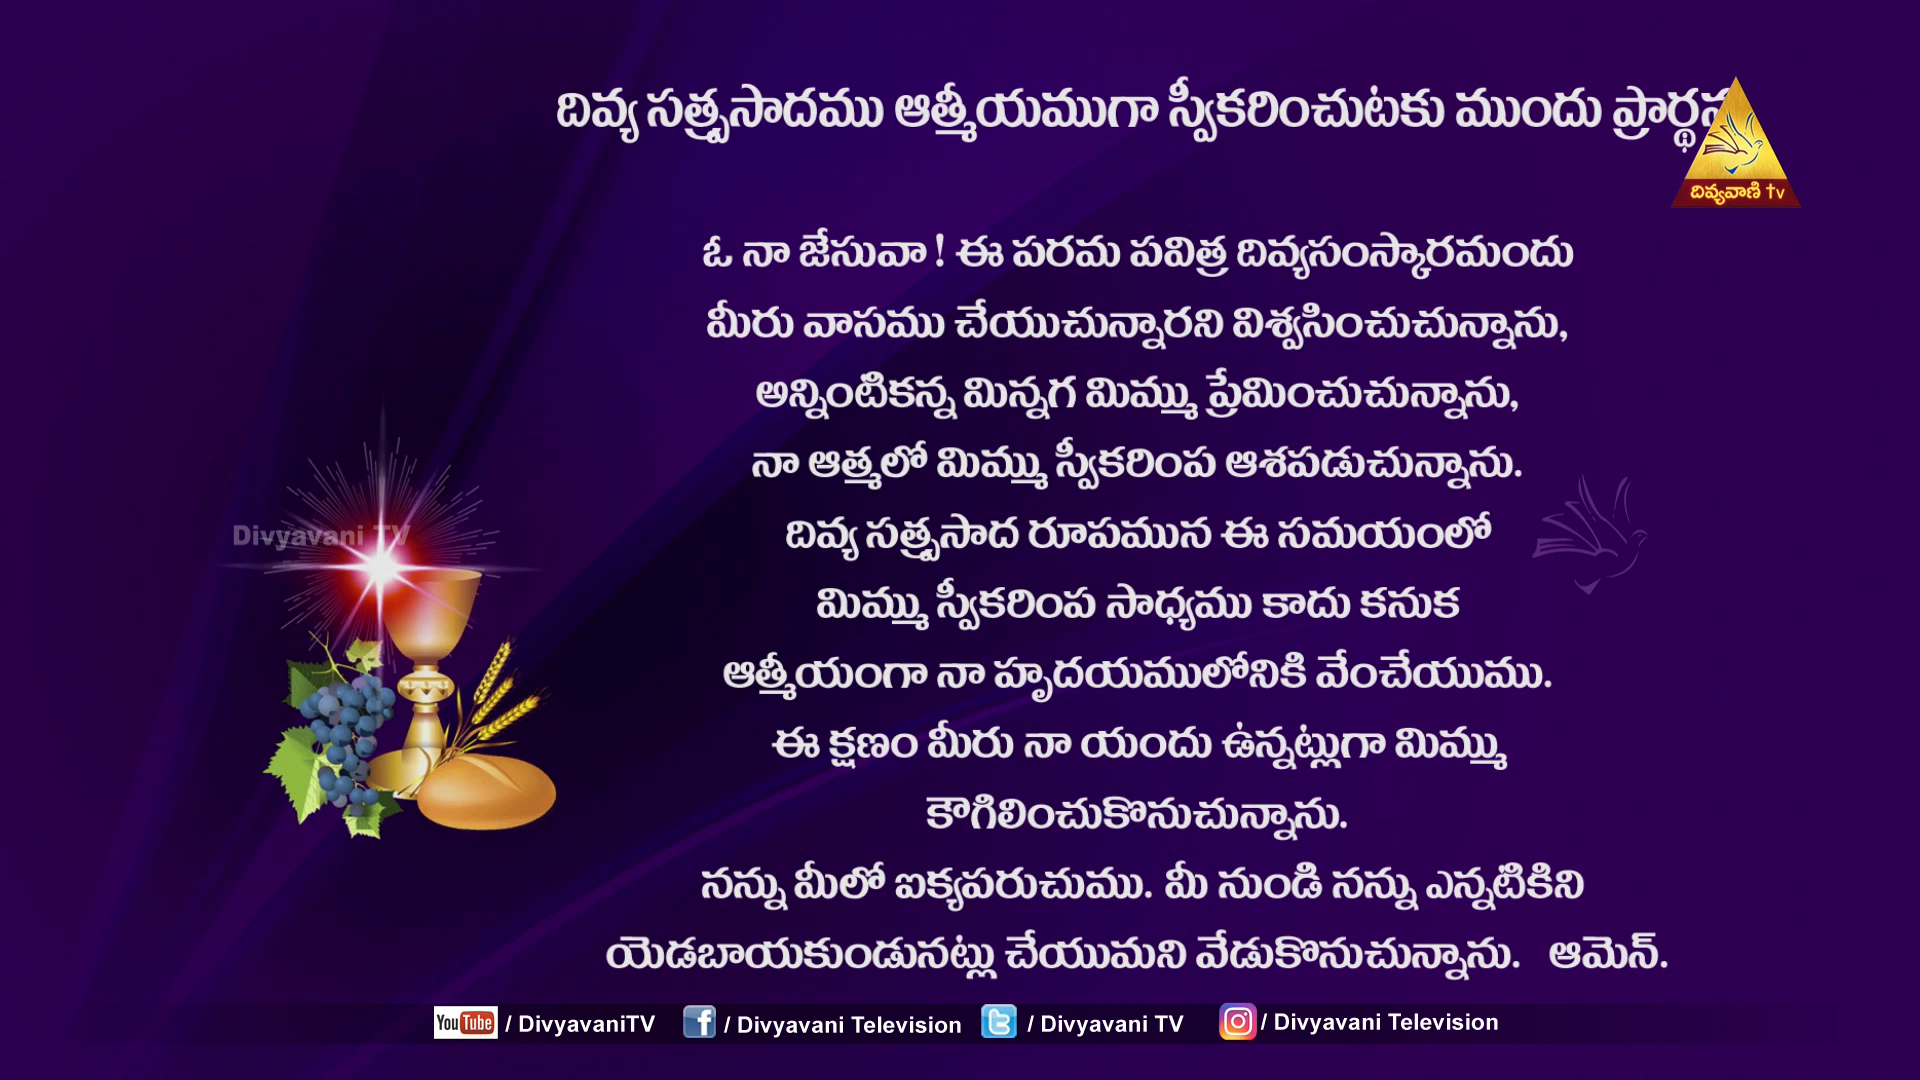 దివ్య సత్ప్రసాదము ఆత్మీయముగా స్వీకరించుటకు ముందు ప్రార్థన
దివ్యవాణి tv
ఓ నా జేసువా ! ఈ పరమ పవిత్ర దివ్యసంస్కారమందు
మీరు వాసము చేయుచున్నారని విశ్వసించుచున్నాను,
అన్నింటికన్న మిన్నగ మిమ్ము ప్రేమించుచున్నాను,
నా ఆత్మలో మిమ్ము స్వీకరింప ఆశపడుచున్నాను.
దివ్య సత్ప్రసాద రూపమున ఈ సమయంలో
Divyavani TV
మిమ్ము స్వీకరింప సాధ్యము కాదు కనుక
ఆత్మీయంగా నా హృదయములోనికి వేంచేయుము.
ఈ క్షణం మీరు నా యందు ఉన్నట్లుగా మిమ్ము
కౌగిలించుకొనుచున్నాను.
నన్ను మీలో ఐక్యపరుచుము. మీ నుండి నన్ను ఎన్నటికిని
యెడబాయకుండునట్లు చేయుమని వేడుకొనుచున్నాను. ఆమెన్.
YouTube / DivyavaniTV f / Divyavani Television / Divyavani TV / Divyavani Television